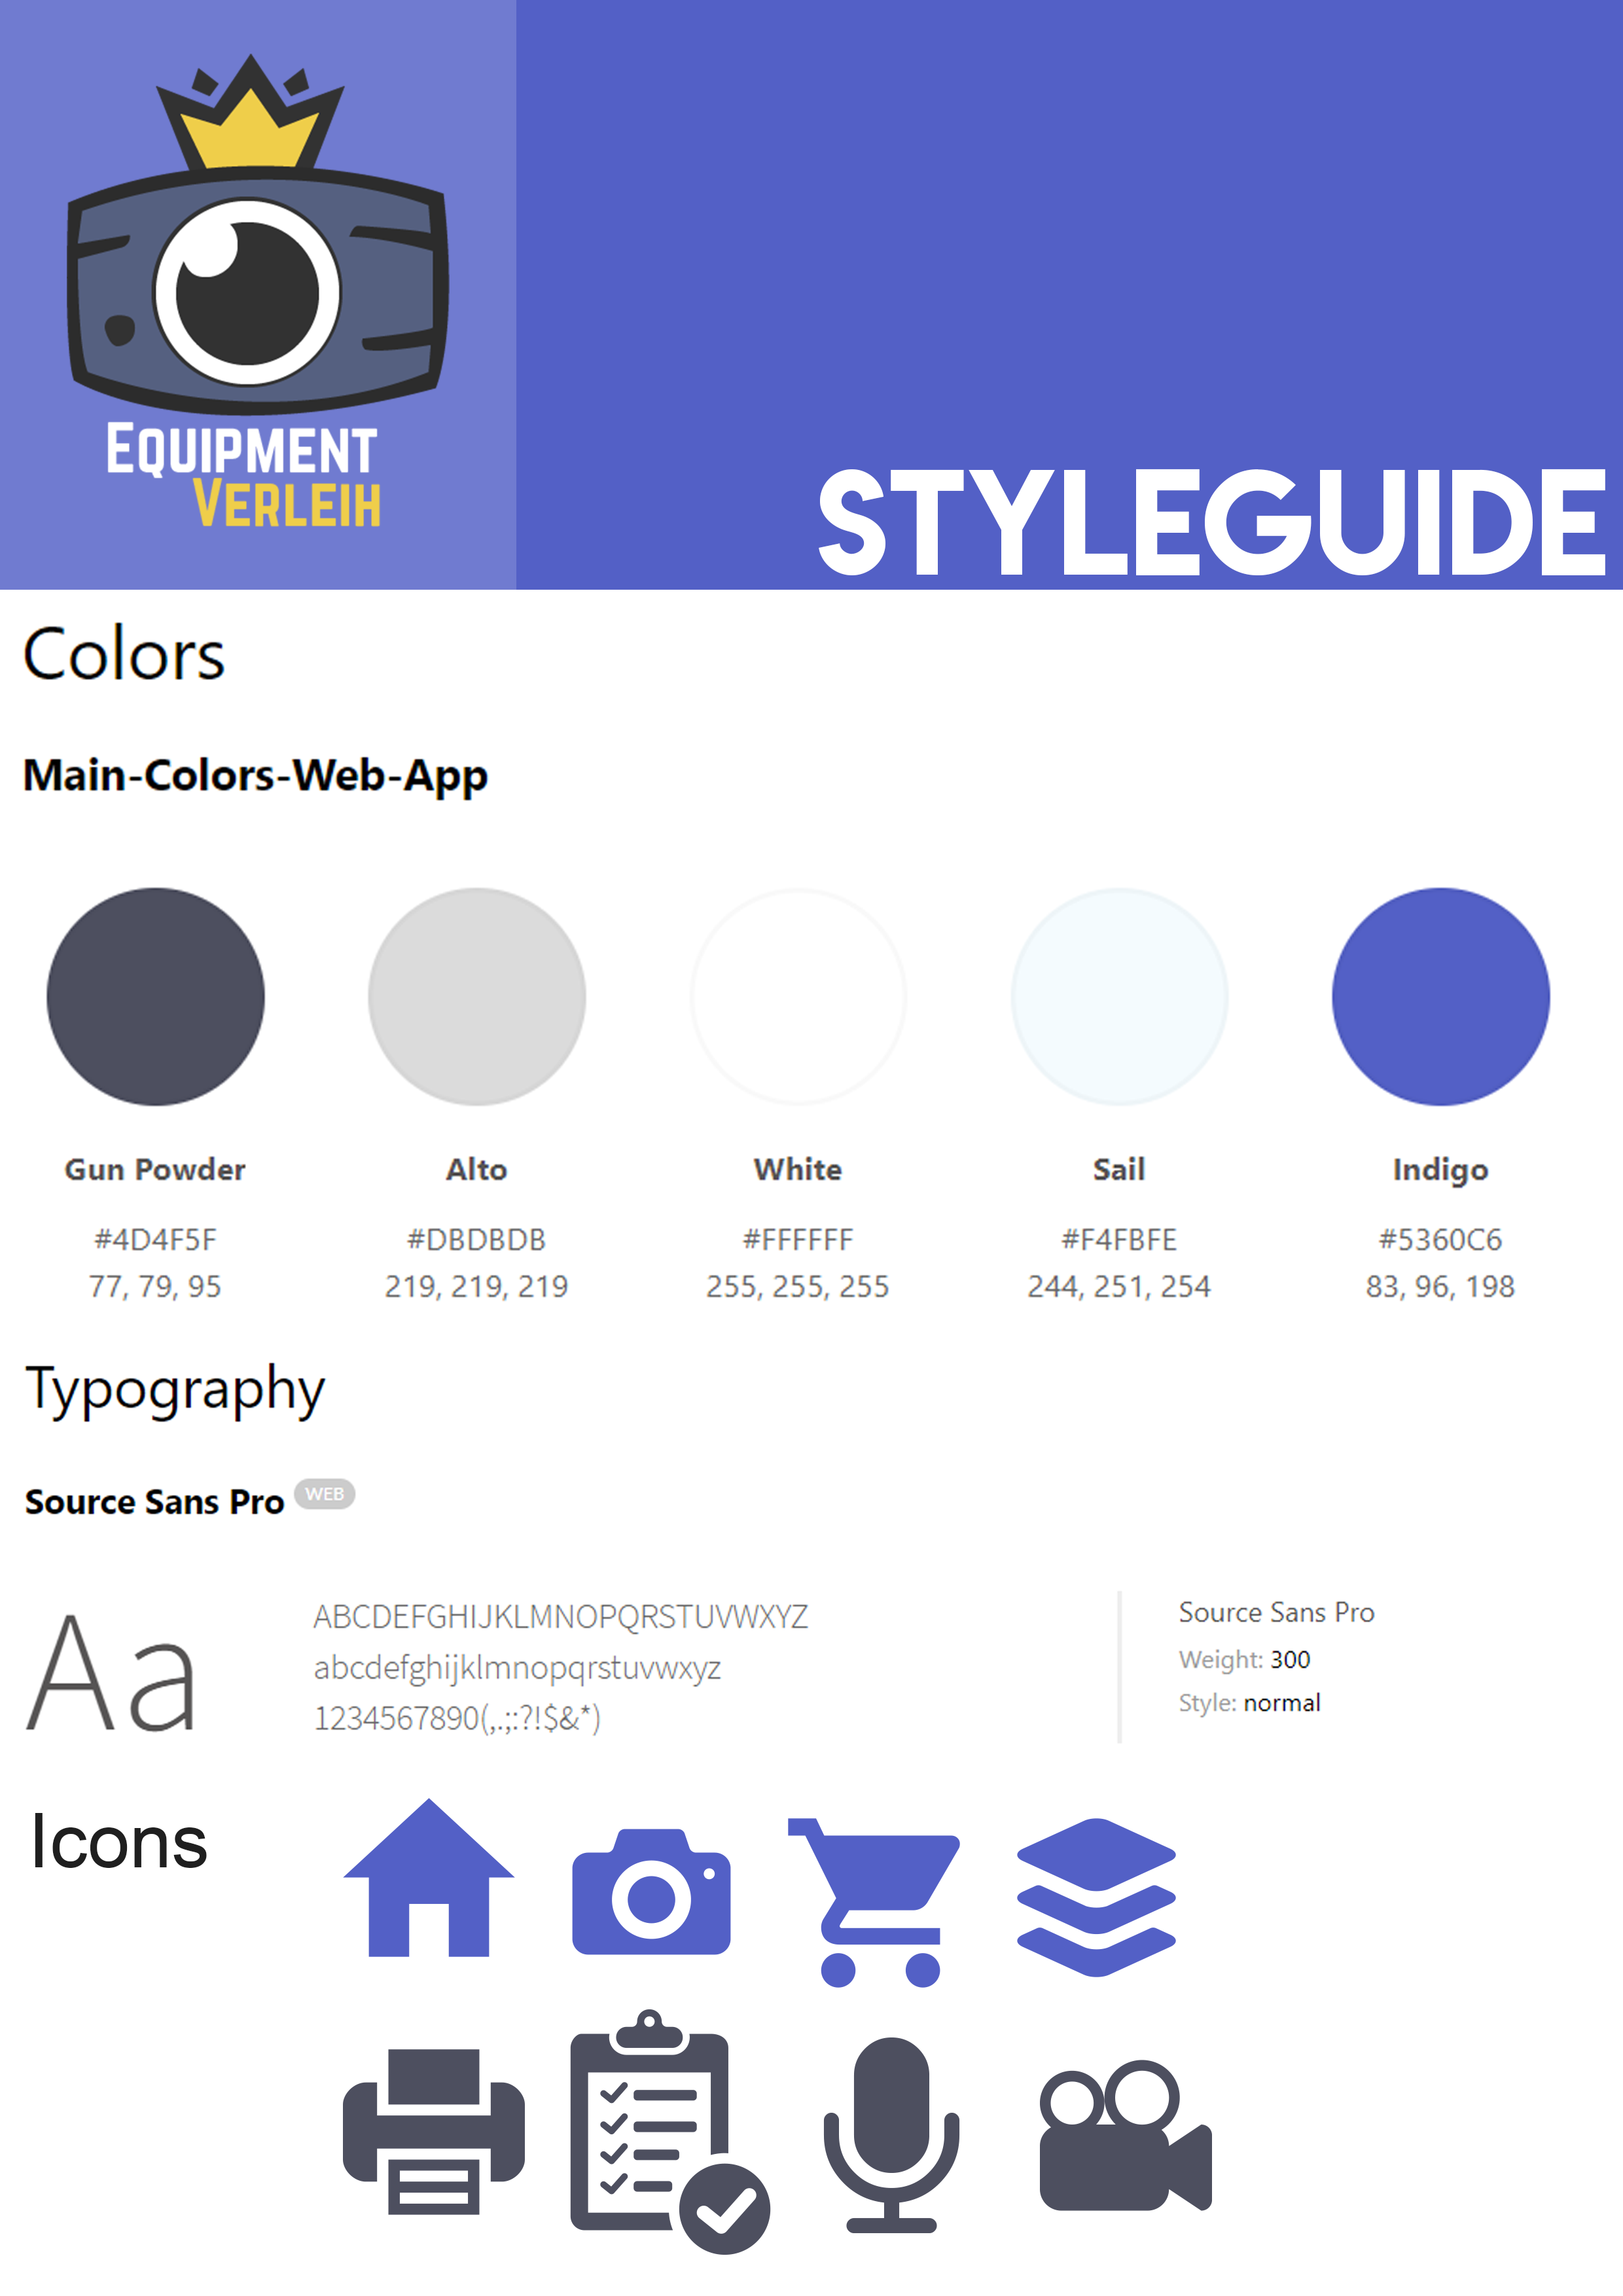 EQUIPMENT
VERLEIH
STYLEGUIDE
Colors
Main-Colors-Web-App
Gun Powder
#4D4F5F
77, 79, 95
Alto
#DBDBDB
219, 219, 219
White
#FFFFFF
255, 255, 255
Sail
#F4FBFE
244, 251, 254
Indigo
#5360C6
83, 96, 198
Typography
Source Sans Pro WEB
Aa
ABCDEFGHIJKLMNOPQRSTUVWXYZ
abcdefghijklmnopqrstuvwxyz
1234567890(,.;:?!$&*)
Source Sans Pro
Weight: 300
Style: normal
Icons